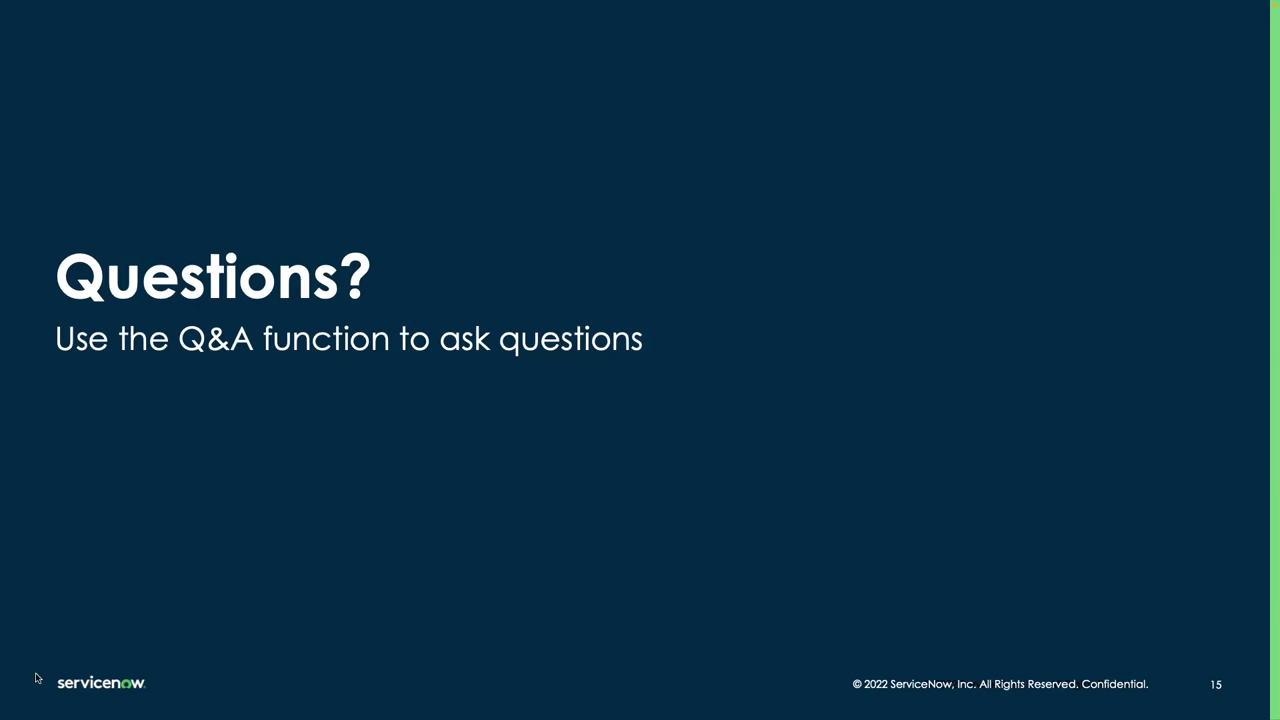 Questions?
Use the Q&A function to ask questions
servicenow.
© 2022 ServiceNow, Inc. All Rights Reserved. Confidential.
15